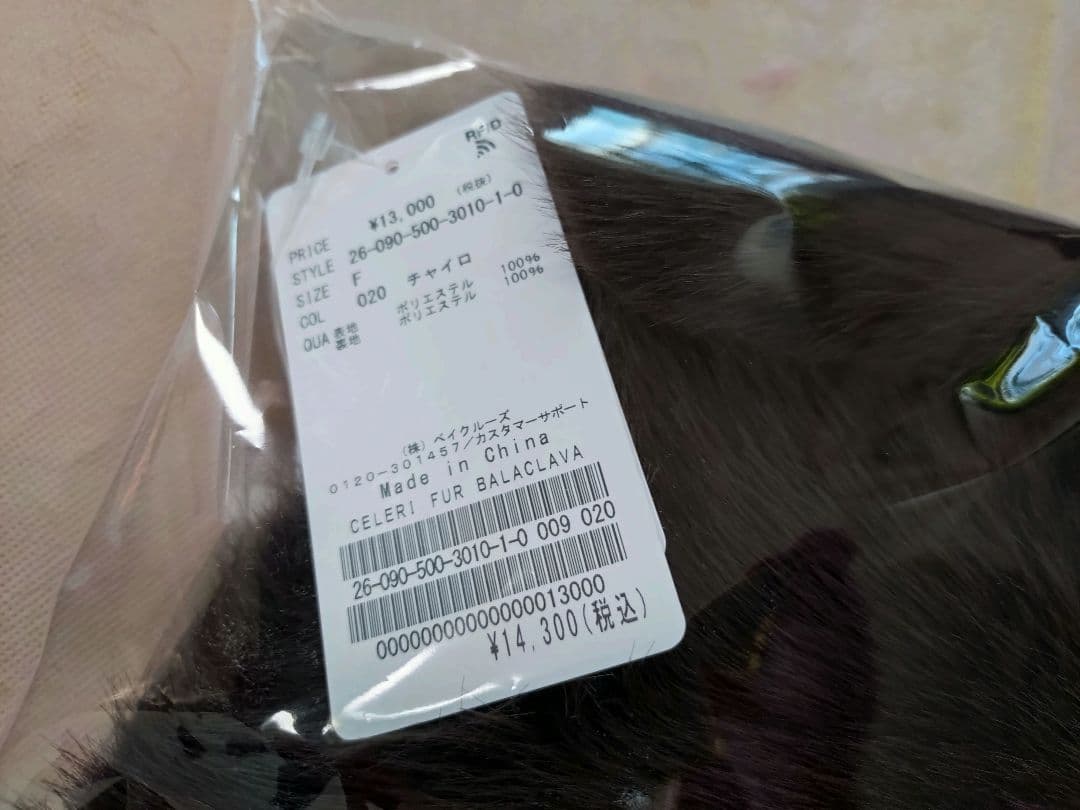 RFID
PRICE ¥13,000 (税抜)
STYLE 26-090-500-3010-1-0
SIZE F
COL 020 チャイロ
QUA 表地 ポリエステル 100%
裏地 ポリエステル 100%
(株) ベイクルーズ
0120-301457/カスタマーサポート
Made in China
CELERI FUR BALACLAVA
26-090-500-3010-1-0 009 020
00000000000000013000
¥14,300(税込)